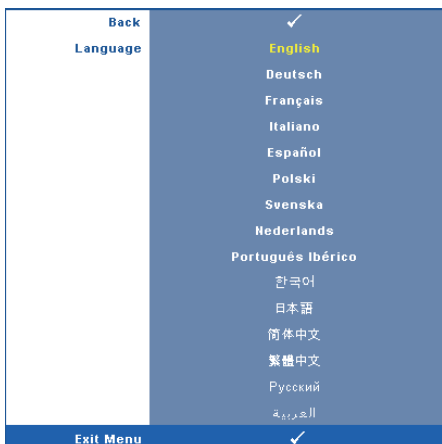 Back ✓
Language English
Deutsch
Français
Italiano
Español
Polski
Svenska
Nederlands
Português Ibérico
한국어
日本語
简体中文
繁體中文
Русский
العربية
Exit Menu ✓